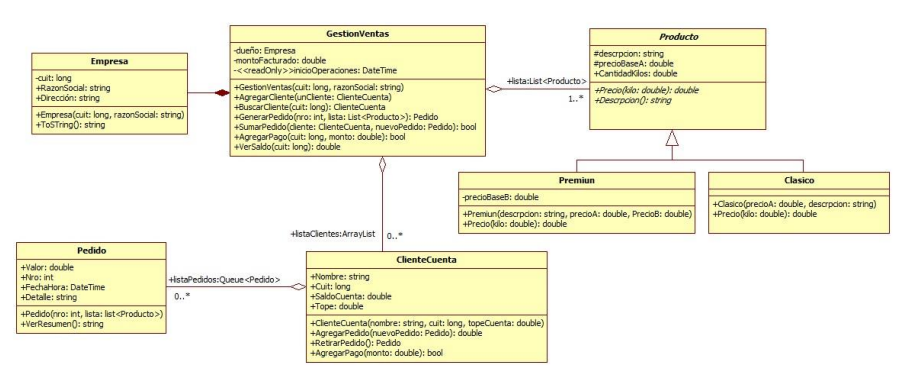 GestionVentas
-dueño: Empresa
-montoFacturado: double
-<<readOnly>>inicioOperaciones: DateTime
+GestionVentas(cuit: long, razonSocial: string)
+AgregarCliente(unCliente: ClienteCuenta)
+BuscarCliente(cuit: long): ClienteCuenta
+GenerarPedido(nro: int, lista: List<Producto>): Pedido
+SumarPedido(cliente: ClienteCuenta, nuevoPedido: Pedido): bool
+AgregarPago(cuit: long, monto: double): bool
+VerSaldo(cuit: long): double
Empresa
-cuit: long
+RazonSocial: string
+Dirección: string
+Empresa(cuit: long, razonSocial: string)
+ToSTring(): string
+lista:List<Producto>
1..*
Producto
#descrpcion: string
#precioBaseA: double
+CantidadKilos: double
+Precio(kilo: double): double
+Descrpcion(): string
Premiun
-precioBaseB: double
+Premiun(descrpcion: string, precioA: double, PrecioB: double)
+Precio(kilo: double): double
Clasico
+Clasico(precioA: double, descrpcion: string)
+Precio(kilo: double): double
+listaClientes:ArrayList
0..*
Pedido
+Valor: double
+Nro: int
+FechaHora: DateTime
+Detalle: string
+Pedido(nro: int, lista: list<Producto>)
+VerResumen(): string
+listaPedidos:Queue<Pedido>
0..*
ClienteCuenta
+Nombre: string
+Cuit: long
+SaldoCuenta: double
+Tope: double
+ClienteCuenta(nombre: string, cuit: long, topeCuenta: double)
+AgregarPedido(nuevoPedido: Pedido): double
+RetirarPedido(): Pedido
+AgregarPago(monto: double): bool